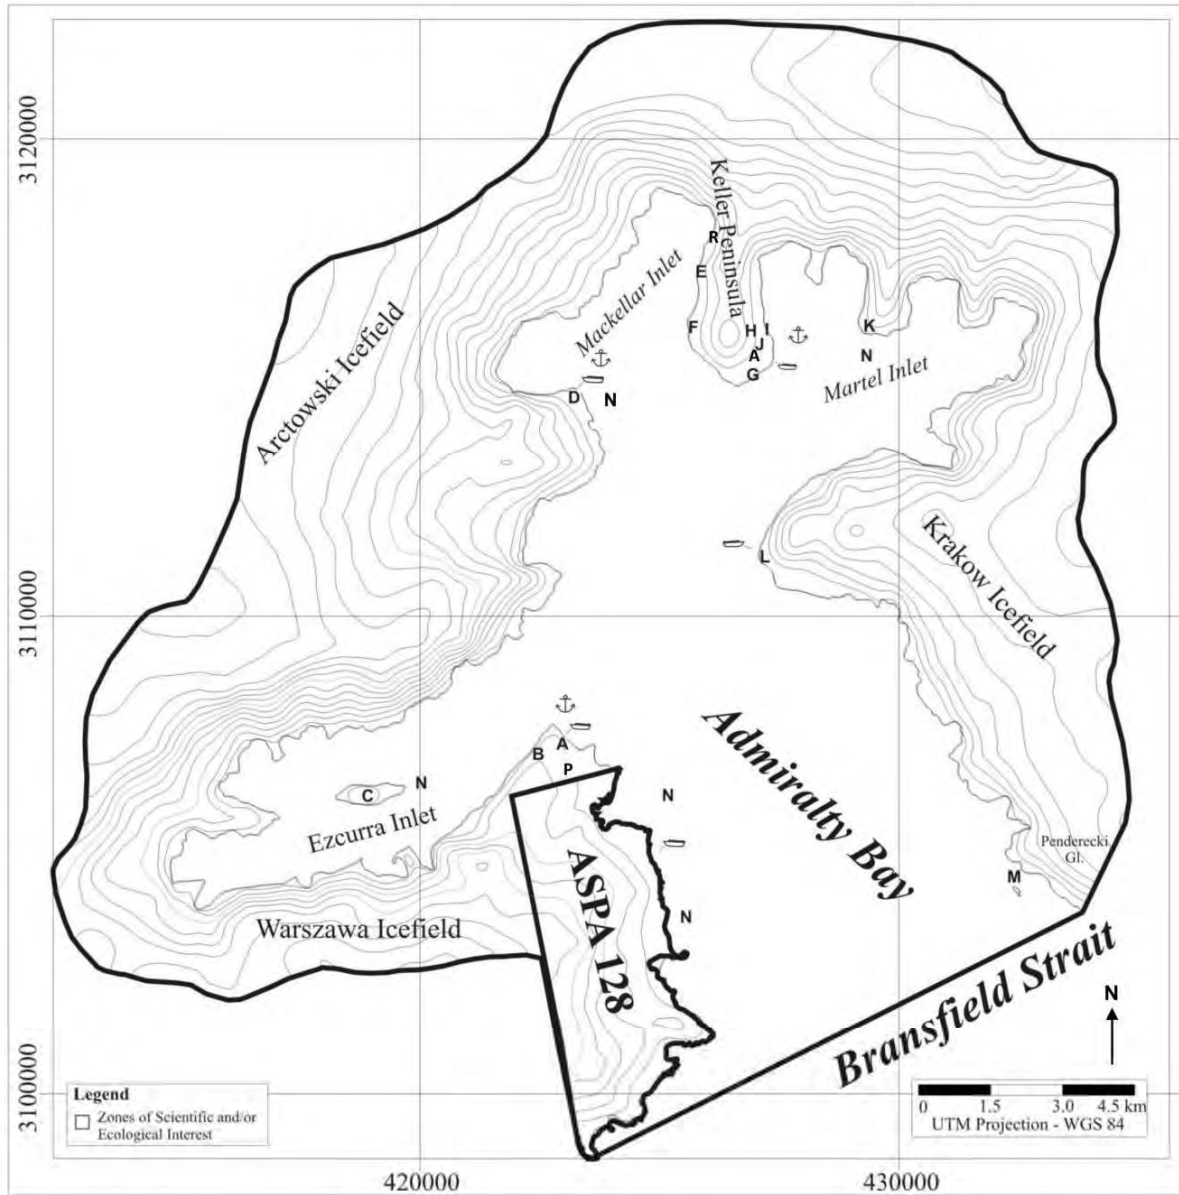 3120000
Keller Peninsula
R
Mackellar Inlet
E
F
H
I
J
A
G
K
N
Martel Inlet
D
N
Arctowski Icefield
Krakow Icefield
L
3110000
Admiralty Bay
A
B
P
N
C
Ezcurra Inlet
N
Penderecki
Gl.
M
ASPA 128
N
Warszawa Icefield
Bransfield Strait
N
3100000
Legend
Zones of Scientific and/or
Ecological Interest
0 1.5 3.0 4.5 km
UTM Projection - WGS 84
420000
430000